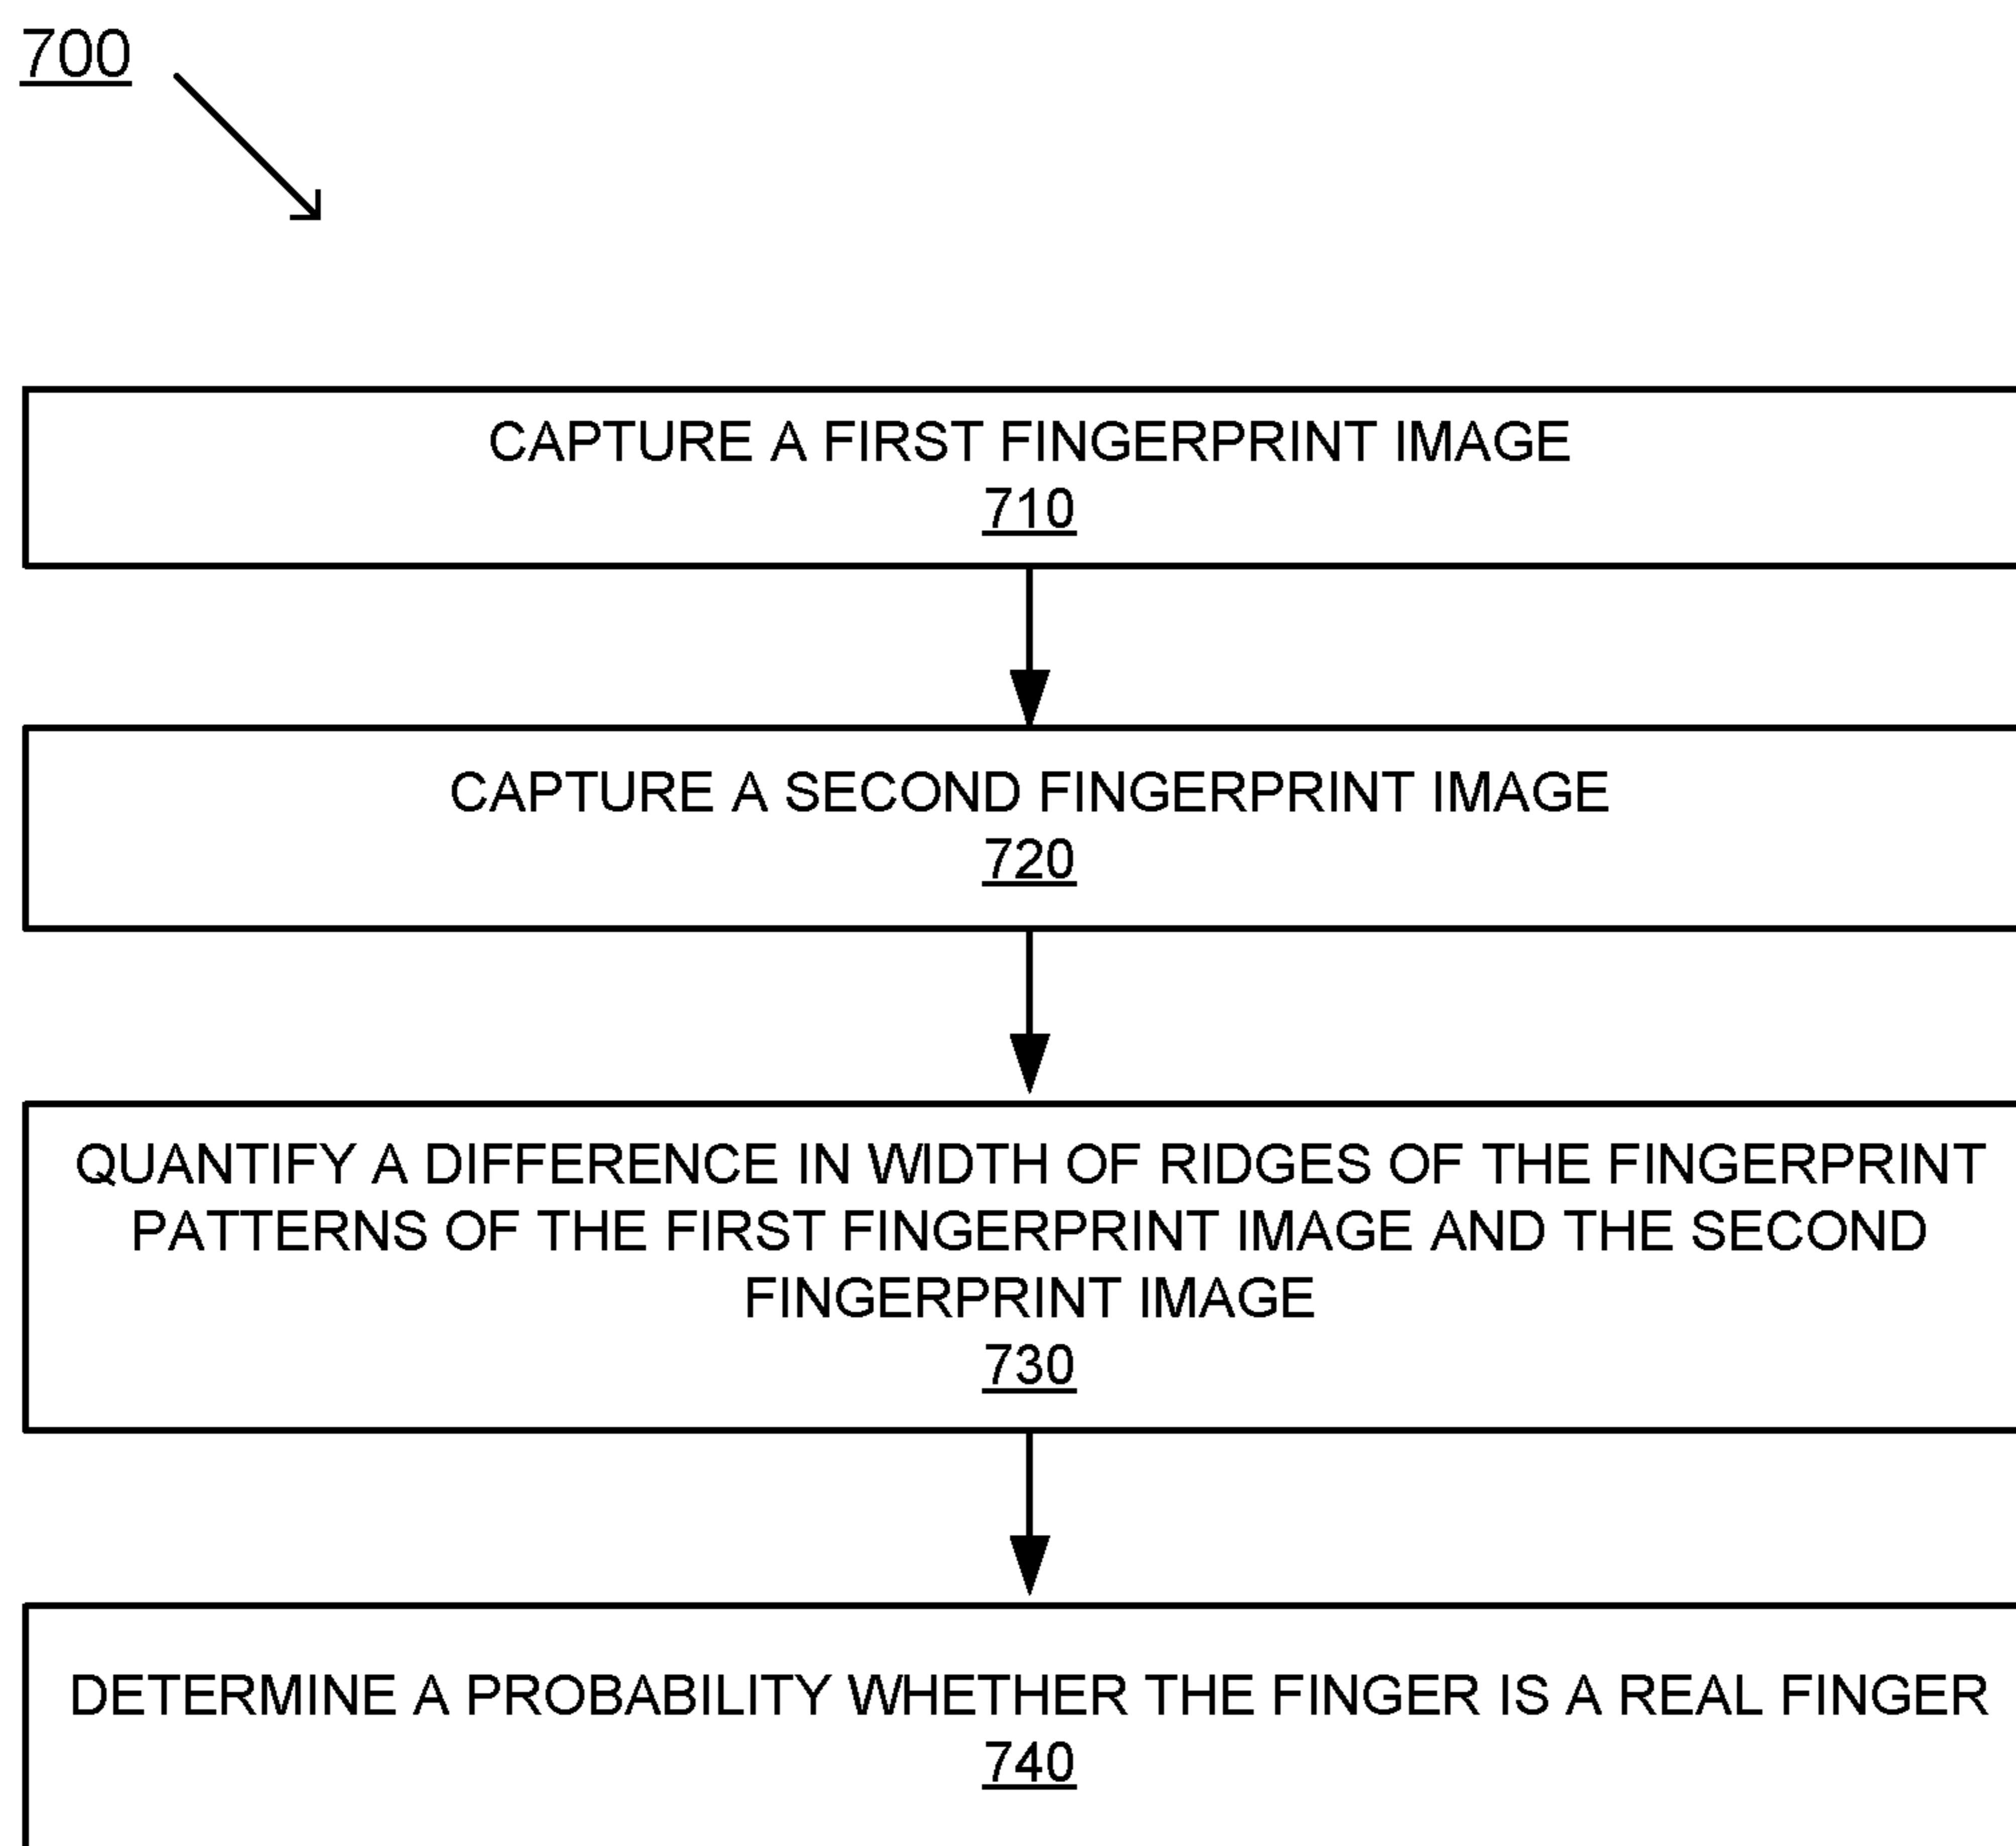 700
CAPTURE A FIRST FINGERPRINT IMAGE
710
CAPTURE A SECOND FINGERPRINT IMAGE
720
QUANTIFY A DIFFERENCE IN WIDTH OF RIDGES OF THE FINGERPRINT
PATTERNS OF THE FIRST FINGERPRINT IMAGE AND THE SECOND
FINGERPRINT IMAGE
730
DETERMINE A PROBABILITY WHETHER THE FINGER IS A REAL FINGER
740